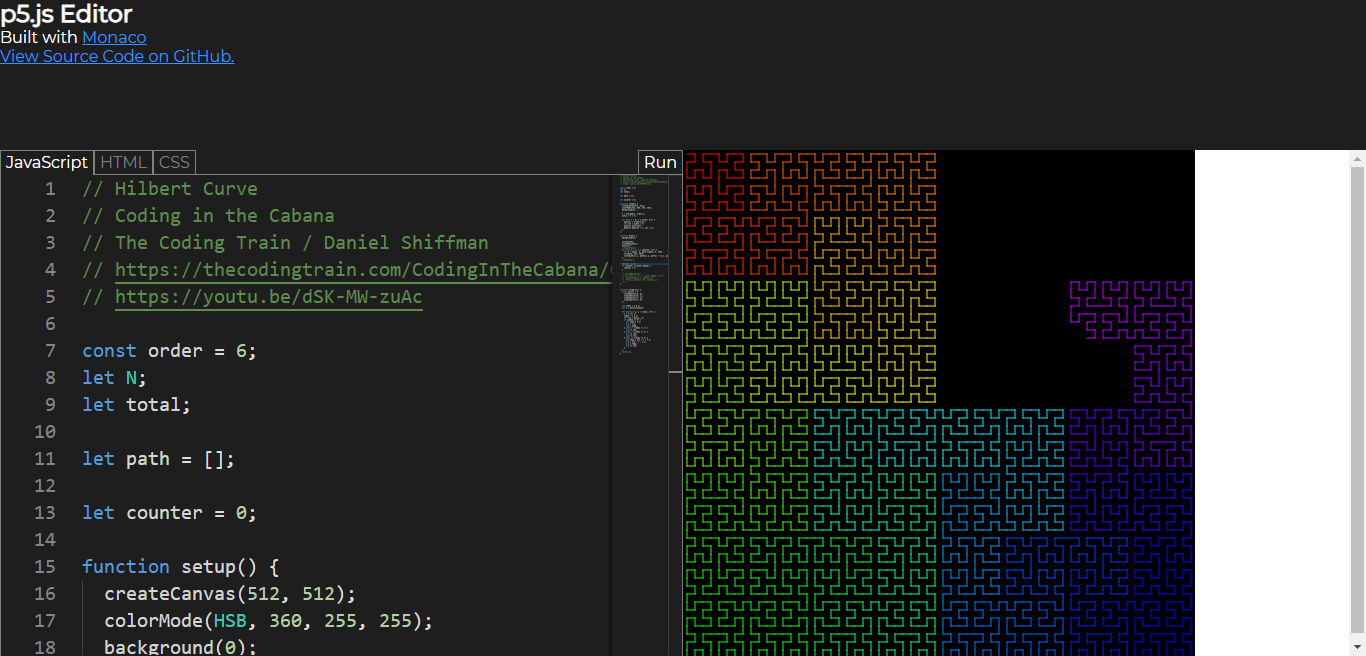 p5.js Editor
Built with Monaco
View Source Code on GitHub.
JavaScript HTML CSS Run
1 // Hilbert Curve
2 // Coding in the Cabana
3 // The Coding Train / Daniel Shiffman
4 // https://thecodingtrain.com/CodingInTheCabana/
5 // https://youtu.be/dSK-MW-zuAc
6
7 const order = 6;
8 let N;
9 let total;
10
11 let path = [];
12
13 let counter = 0;
14
15 function setup() {
16 createCanvas(512, 512);
17 colorMode(HSB, 360, 255, 255);
18 background(0);